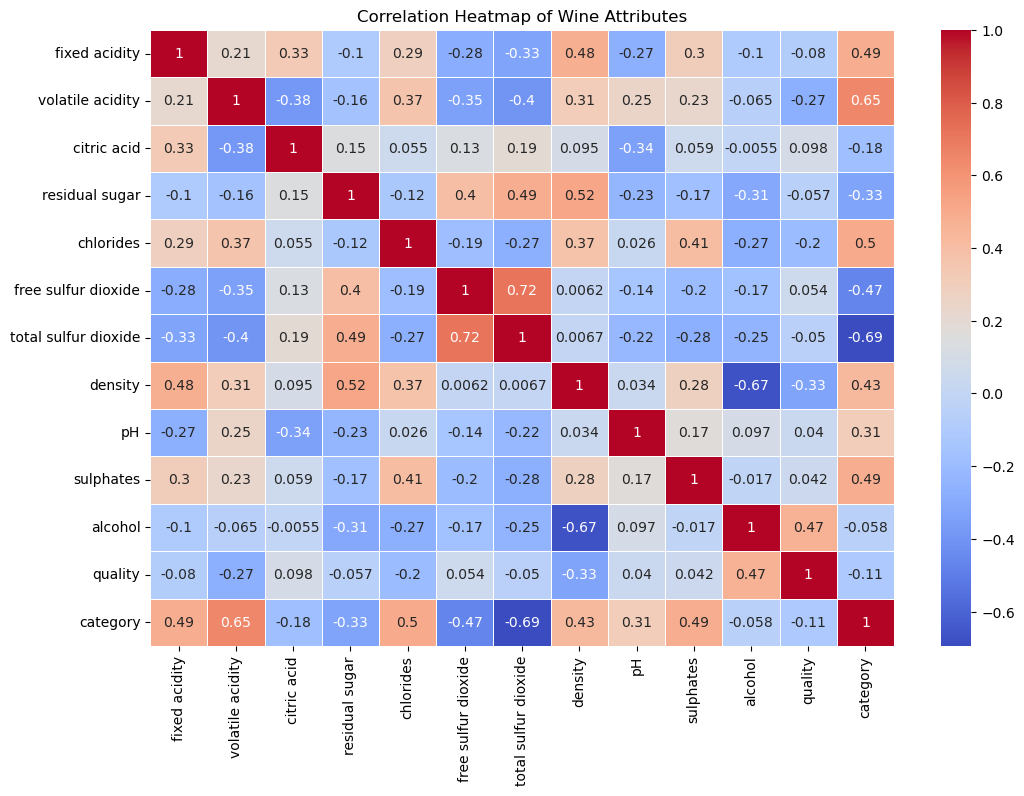 Correlation Heatmap of Wine Attributes
fixed acidity 1 0.21 0.33 -0.1 0.29 -0.28 -0.33 0.48 -0.27 0.3 -0.1 -0.08 0.49
volatile acidity 0.21 1 -0.38 -0.16 0.37 -0.35 -0.4 0.31 0.25 0.23 -0.065 -0.27 0.65
citric acid 0.33 -0.38 1 0.15 0.055 0.13 0.19 0.095 -0.34 0.059 -0.0055 0.098 -0.18
residual sugar -0.1 -0.16 0.15 1 -0.12 0.4 0.49 0.52 -0.23 -0.17 -0.31 -0.057 -0.33
chlorides 0.29 0.37 0.055 -0.12 1 -0.19 -0.27 0.37 0.026 0.41 -0.27 -0.2 0.5
free sulfur dioxide -0.28 -0.35 0.13 0.4 -0.19 1 0.72 0.0062 -0.14 -0.2 -0.17 0.054 -0.47
total sulfur dioxide -0.33 -0.4 0.19 0.49 -0.27 0.72 1 0.0067 -0.22 -0.28 -0.25 -0.05 -0.69
density 0.48 0.31 0.095 0.52 0.37 0.0062 0.0067 1 0.034 0.28 -0.67 -0.33 0.43
pH -0.27 0.25 -0.34 -0.23 0.026 -0.14 -0.22 0.034 1 0.17 0.097 0.04 0.31
sulphates 0.3 0.23 0.059 -0.17 0.41 -0.2 -0.28 0.28 0.17 1 -0.017 0.042 0.49
alcohol -0.1 -0.065 -0.0055 -0.31 -0.27 -0.17 -0.25 -0.67 0.097 -0.017 1 0.47 -0.058
quality -0.08 -0.27 0.098 -0.057 -0.2 0.054 -0.05 -0.33 0.04 0.042 0.47 1 -0.11
category 0.49 0.65 -0.18 -0.33 0.5 -0.47 -0.69 0.43 0.31 0.49 -0.058 -0.11 1
fixed acidity
volatile acidity
citric acid
residual sugar
chlorides
free sulfur dioxide
total sulfur dioxide
density
pH
sulphates
alcohol
quality
category
1.0
0.8
0.6
0.4
0.2
0.0
−0.2
−0.4
−0.6